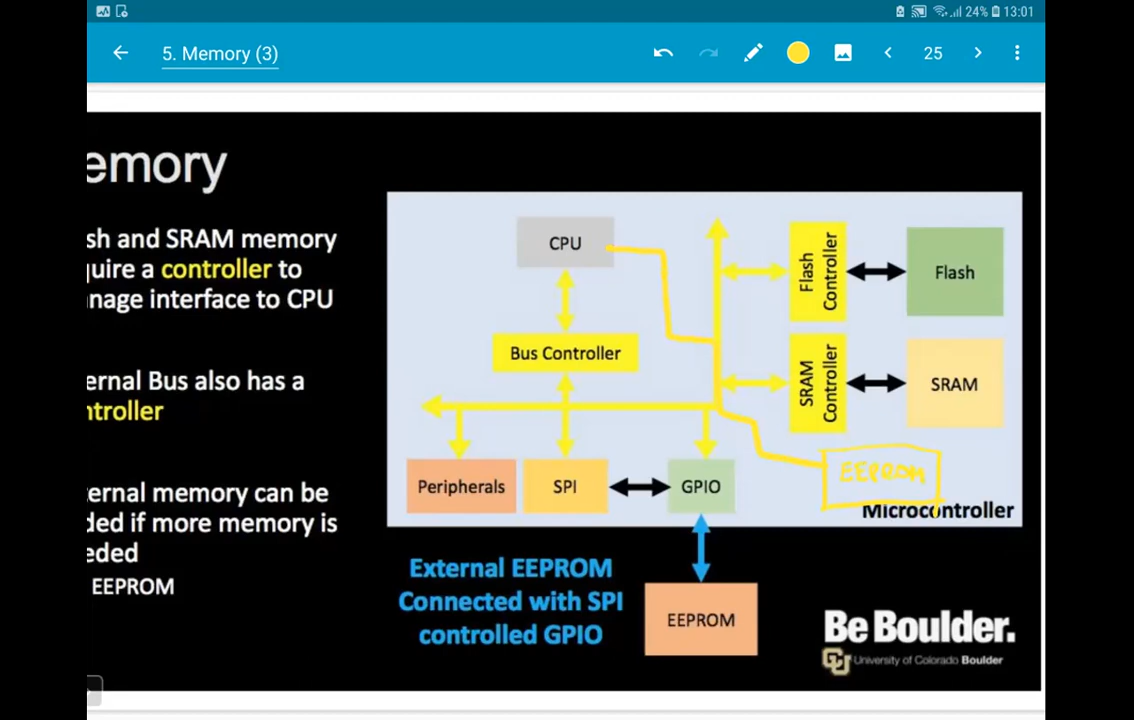 24% 13:01
5. Memory (3)
25
emory
sh and SRAM memory
quire a controller to
nage interface to CPU
ernal Bus also has a
ntroller
ernal memory can be
ded if more memory is
eded
EEPROM
CPU
Bus Controller
Flash Controller
Flash
SRAM Controller
SRAM
Peripherals
SPI
GPIO
EEPROM
Microcontroller
External EEPROM
Connected with SPI
controlled GPIO
EEPROM
Be Boulder.
University of Colorado Boulder